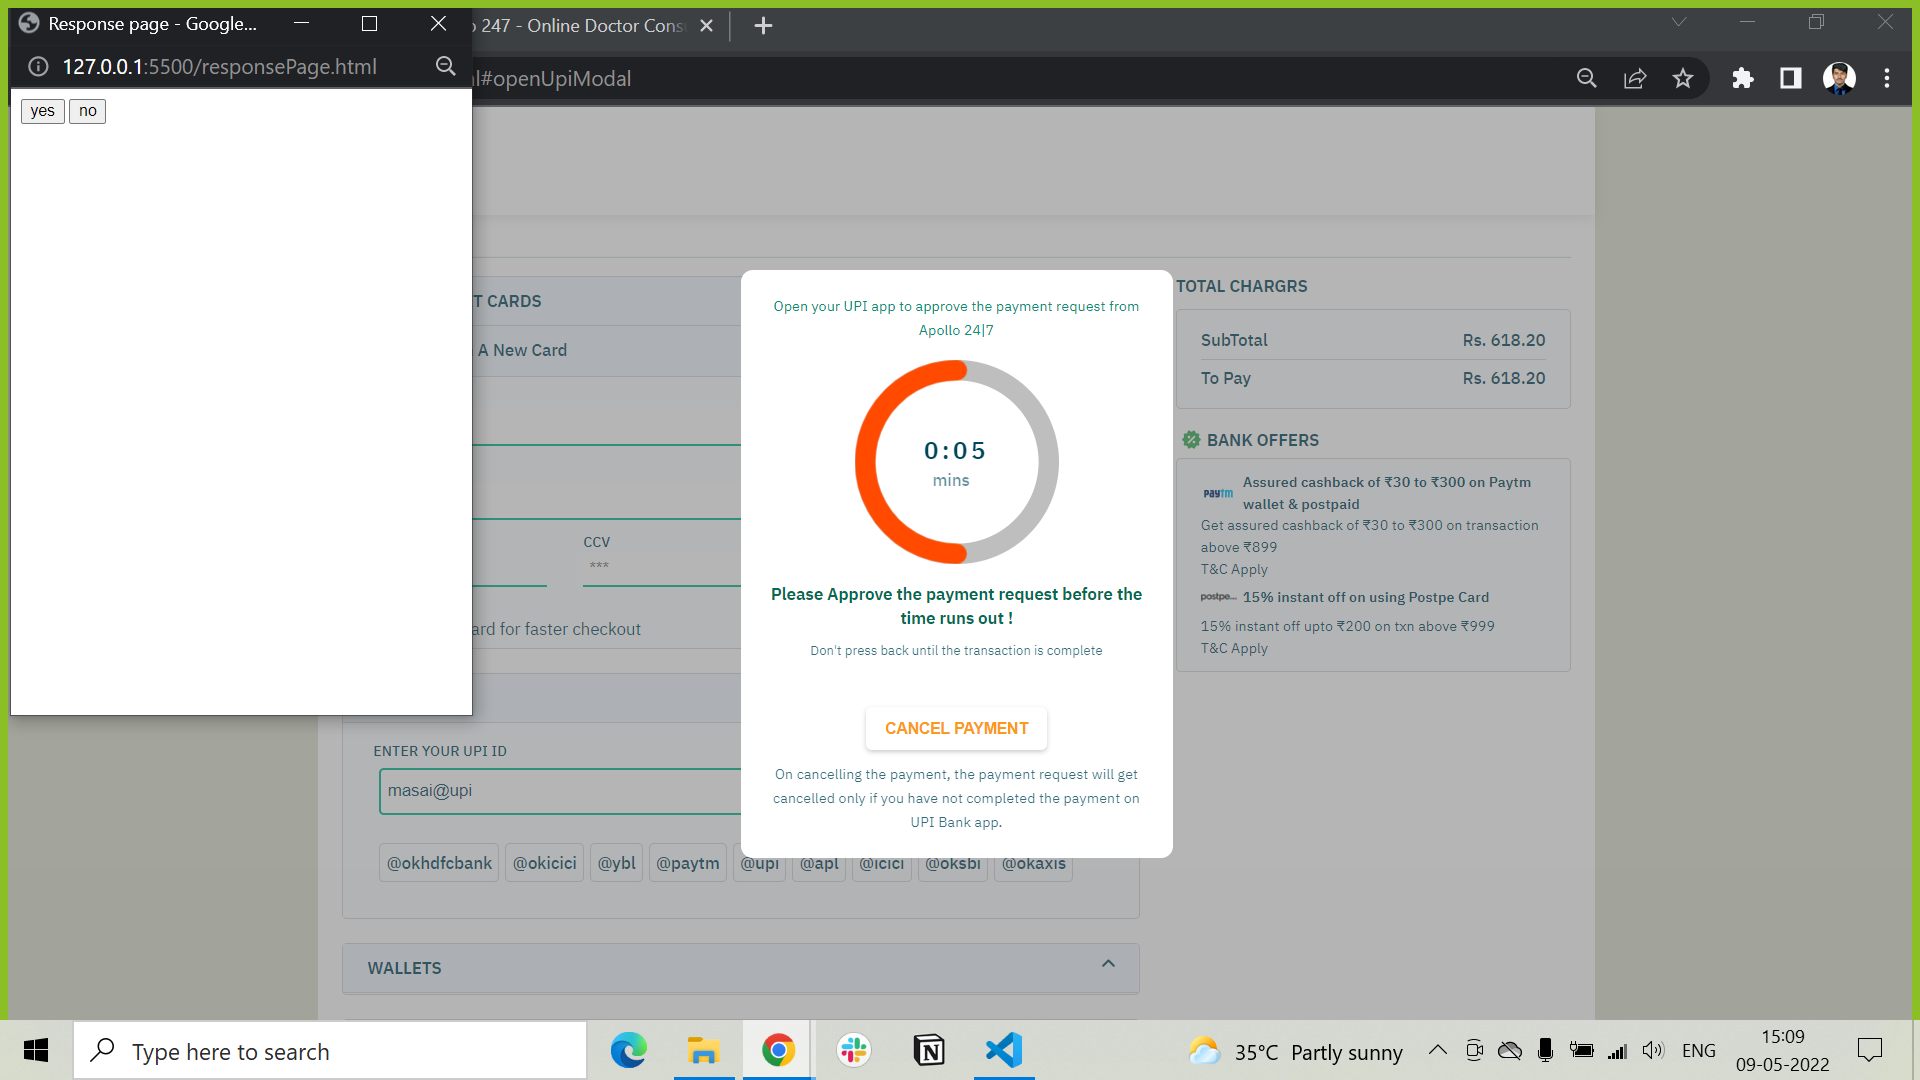 Response page - Google...
127.0.0.1:5500/responsePage.html
yes no
247 - Online Doctor Cons
#openUpiModal
T CARDS
A New Card
CCV
***
ard for faster checkout
ENTER YOUR UPI ID
masai@upi
@okhdfcbank @okicici @ybl @paytm @upi @apl @icici @oksbi @okaxis
WALLETS
Open your UPI app to approve the payment request from
Apollo 24|7
0:05
mins
Please Approve the payment request before the
time runs out !
Don't press back until the transaction is complete
CANCEL PAYMENT
On cancelling the payment, the payment request will get
cancelled only if you have not completed the payment on
UPI Bank app.
TOTAL CHARGRS
SubTotal Rs. 618.20
To Pay Rs. 618.20
BANK OFFERS
paytm
Assured cashback of ₹30 to ₹300 on Paytm
wallet & postpaid
Get assured cashback of ₹30 to ₹300 on transaction
above ₹899
T&C Apply
postpe... 15% instant off on using Postpe Card
15% instant off upto ₹200 on txn above ₹999
T&C Apply
Type here to search
35°C Partly sunny
ENG
15:09
09-05-2022